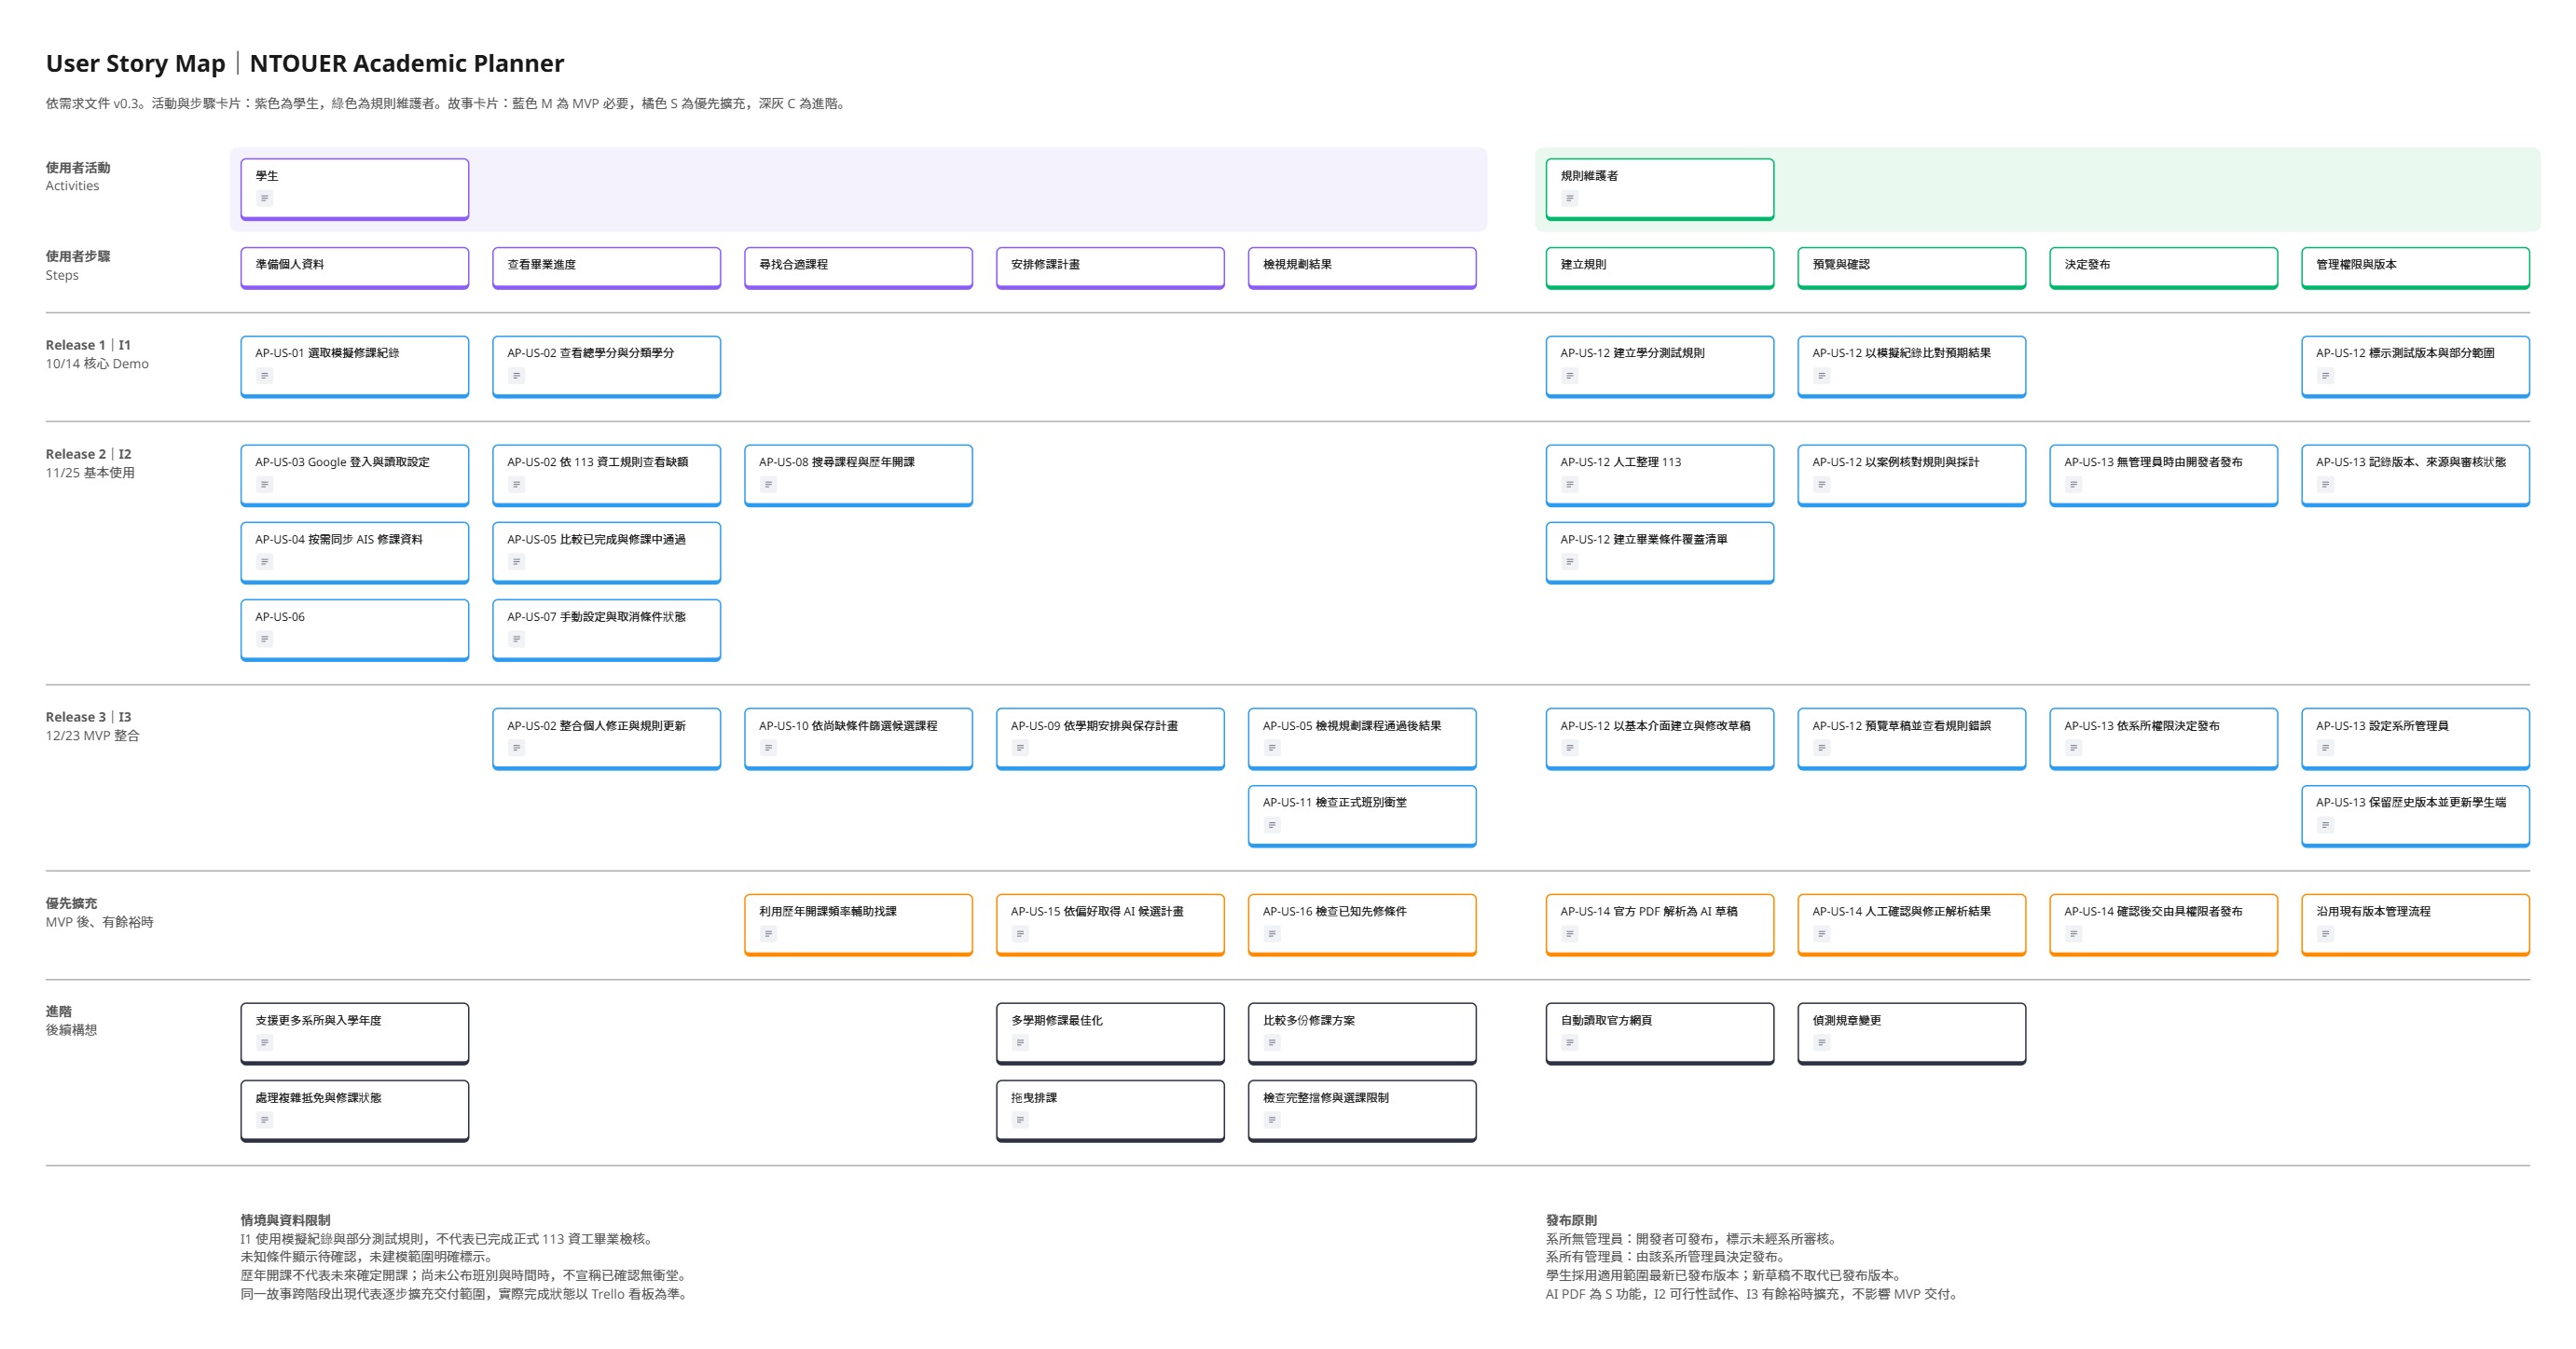 User Story Map｜NTOUER Academic Planner
依需求文件 v0.3。活動與步驟卡片：紫色為學生，綠色為規則維護者。故事卡片：藍色 M 為 MVP 必要，橘色 S 為優先擴充，深灰 C 為進階。
使用者活動
Activities
學生
規則維護者
使用者步驟
Steps
準備個人資料
查看畢業進度
尋找合適課程
安排修課計畫
檢視規劃結果
建立規則
預覽與確認
決定發布
管理權限與版本
Release 1｜I1
10/14 核心 Demo
AP-US-01 選取模擬修課紀錄
AP-US-02 查看總學分與分類學分
AP-US-12 建立學分測試規則
AP-US-12 以模擬紀錄比對預期結果
AP-US-12 標示測試版本與部分範圍
Release 2｜I2
11/25 基本使用
AP-US-03 Google 登入與讀取設定
AP-US-02 依 113 資工規則查看缺額
AP-US-08 搜尋課程與歷年開課
AP-US-12 人工整理 113
AP-US-12 以案例核對規則與採計
AP-US-13 無管理員時由開發者發布
AP-US-13 記錄版本、來源與審核狀態
AP-US-04 按需同步 AIS 修課資料
AP-US-05 比較已完成與修課中通過
AP-US-12 建立畢業條件覆蓋清單
AP-US-06
AP-US-07 手動設定與取消條件狀態
Release 3｜I3
12/23 MVP 整合
AP-US-02 整合個人修正與規則更新
AP-US-10 依尚缺條件篩選候選課程
AP-US-09 依學期安排與保存計畫
AP-US-05 檢視規劃課程通過後結果
AP-US-12 以基本介面建立與修改草稿
AP-US-12 預覽草稿並查看規則錯誤
AP-US-13 依系所權限決定發布
AP-US-13 設定系所管理員
AP-US-11 檢查正式班別衝堂
AP-US-13 保留歷史版本並更新學生端
優先擴充
MVP 後、有餘裕時
利用歷年開課頻率輔助找課
AP-US-15 依偏好取得 AI 候選計畫
AP-US-16 檢查已知先修條件
AP-US-14 官方 PDF 解析為 AI 草稿
AP-US-14 人工確認與修正解析結果
AP-US-14 確認後交由具權限者發布
沿用現有版本管理流程
進階
後續構想
支援更多系所與入學年度
多學期修課最佳化
比較多份修課方案
自動讀取官方網頁
偵測規章變更
處理複雜抵免與修課狀態
拖曳排課
檢查完整擋修與選課限制
情境與資料限制
I1 使用模擬紀錄與部分測試規則，不代表已完成正式 113 資工畢業檢核。
未知條件顯示待確認，未建模範圍明確標示。
歷年開課不代表未來確定開課；尚未公布班別與時間時，不宣稱已確認無衝堂。
同一故事跨階段出現代表逐步擴充交付範圍，實際完成狀態以 Trello 看板為準。
發布原則
系所無管理員：開發者可發布，標示未經系所審核。
系所有管理員：由該系所管理員決定發布。
學生採用適用範圍最新已發布版本；新草稿不取代已發布版本。
AI PDF 為 S 功能，I2 可行性試作、I3 有餘裕時擴充，不影響 MVP 交付。